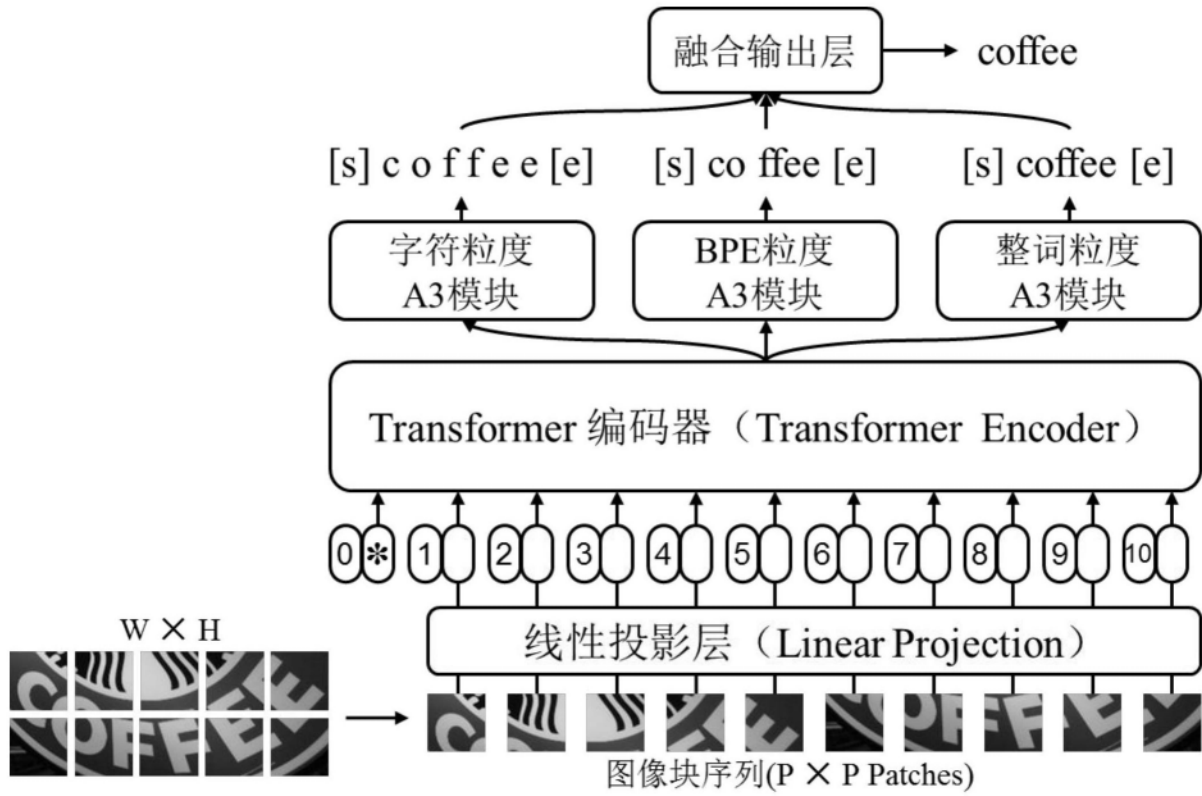 融合输出层
coffee
[s] c o f f e e [e]
[s] co ffee [e]
[s] coffee [e]
字符粒度
A3模块
BPE粒度
A3模块
整词粒度
A3模块
Transformer 编码器（Transformer Encoder）
0 * 1 2 3 4 5 6 7 8 9 10
线性投影层（Linear Projection）
W × H
COFFEE
图像块序列(P × P Patches)